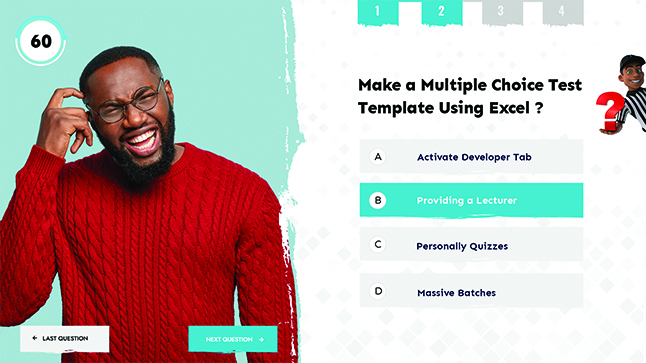 60
1 2 3 4
Make a Multiple Choice Test
Template Using Excel ?
?
A Activate Developer Tab
B Providing a Lecturer
C Personally Quizzes
D Massive Batches
← LAST QUESTION
NEXT QUESTION →